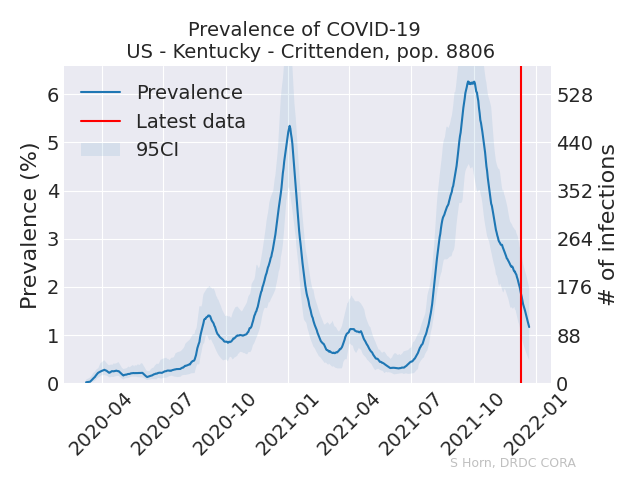 Prevalence of COVID-19
US - Kentucky - Crittenden, pop. 8806
Prevalence
Latest data
95CI
Prevalence (%)
6
5
4
3
2
1
0
528
440
352
264
176
88
0
# of infections
2020-04
2020-07
2020-10
2021-01
2021-04
2021-07
2021-10
2022-01
S Horn, DRDC CORA